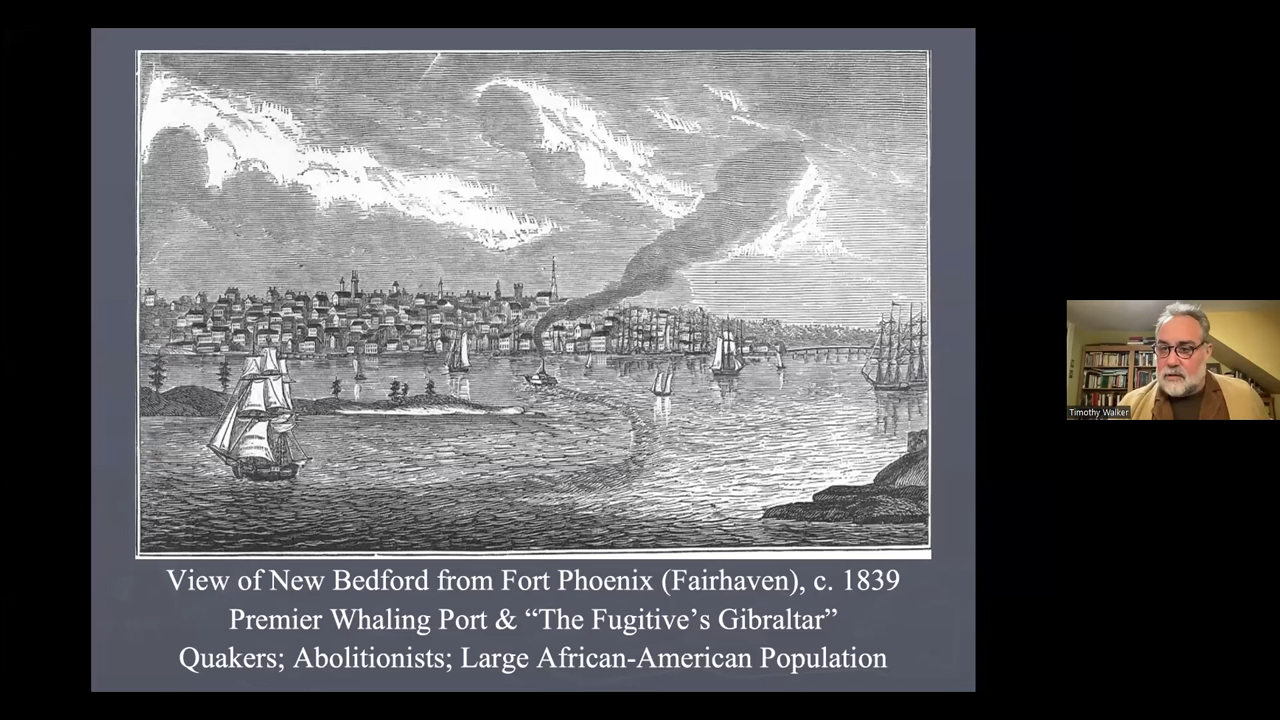 View of New Bedford from Fort Phoenix (Fairhaven), c. 1839
Premier Whaling Port & “The Fugitive’s Gibraltar”
Quakers; Abolitionists; Large African-American Population
Timothy Walker